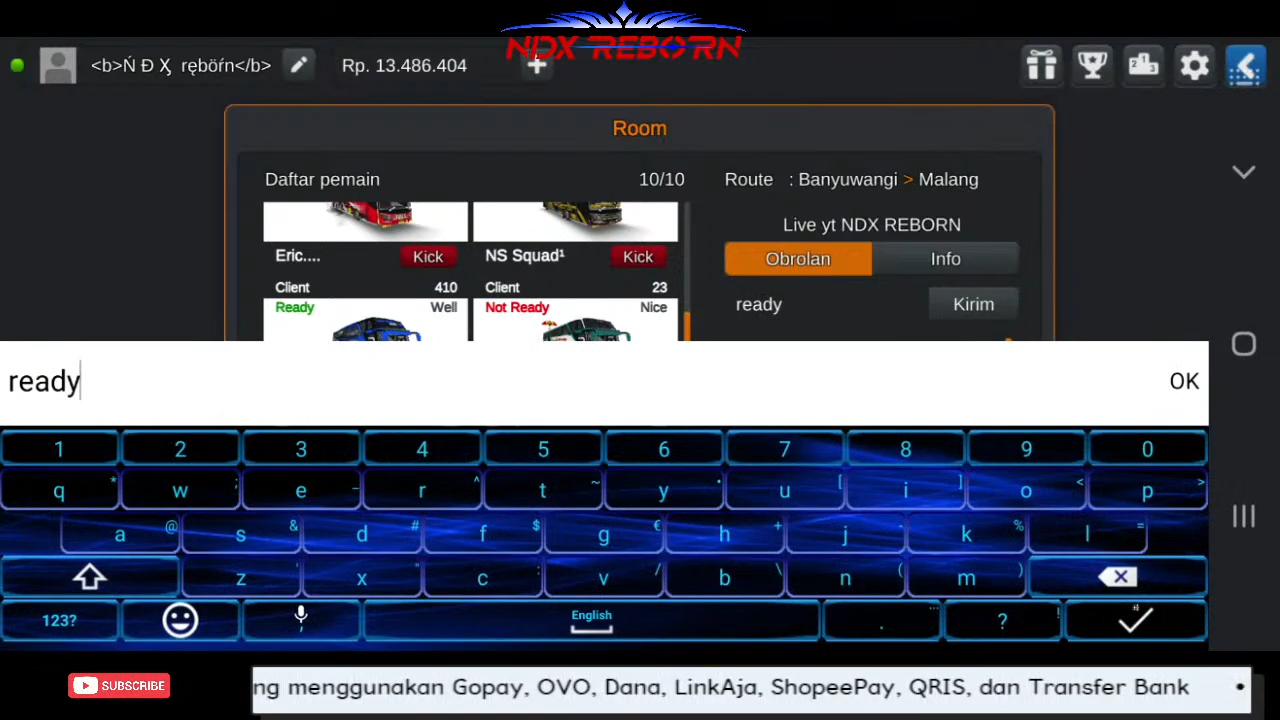 NDX REBORN
<b>Ń Đ Ӽ ręböŕn</b>
Rp. 13.486.404
Room
Daftar pemain 10/10
Route : Banyuwangi > Malang
Live yt NDX REBORN
Eric.... Kick
NS Squad¹ Kick
Obrolan Info
Client 410
Client 23
Ready Well
Not Ready Nice
ready Kirim
ready OK
1 2 3 4 5 6 7 8 9 0
q * w ; e _ r ^ t ~ y • u [ i ] o < p >
a @ s & d # f $ g € h + j - k % l =
z ' x " c : v / b \ n ( m )
123? , English . ... ? ! :)
SUBSCRIBE
ng menggunakan Gopay, OVO, Dana, LinkAja, ShopeePay, QRIS, dan Transfer Bank •